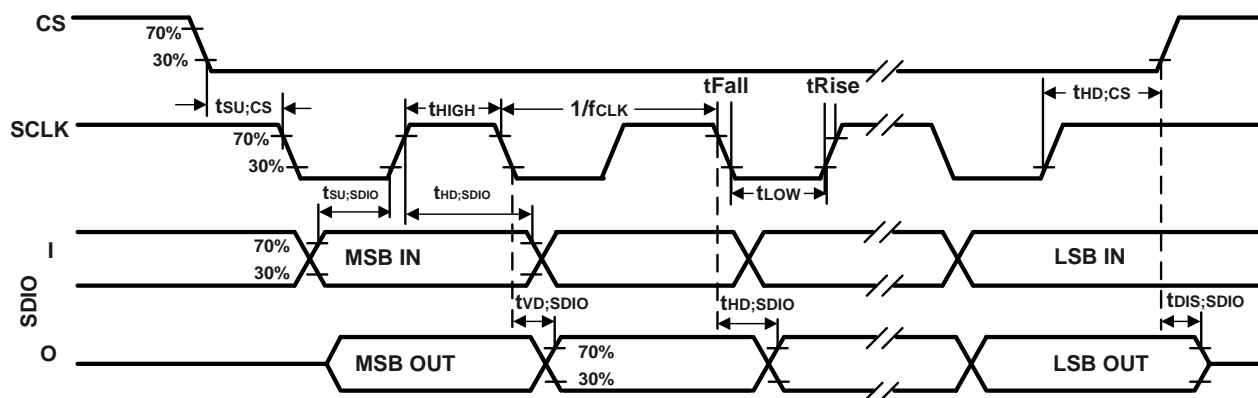 CS
70%
30%
tFall
tRise
tSU;CS
tHIGH
1/fCLK
tHD;CS
SCLK
70%
30%
tSU;SDIO
tHD;SDIO
tLOW
I
70%
MSB IN
LSB IN
30%
SDIO
tVD;SDIO
tHD;SDIO
tDIS;SDIO
O
MSB OUT
70%
30%
LSB OUT